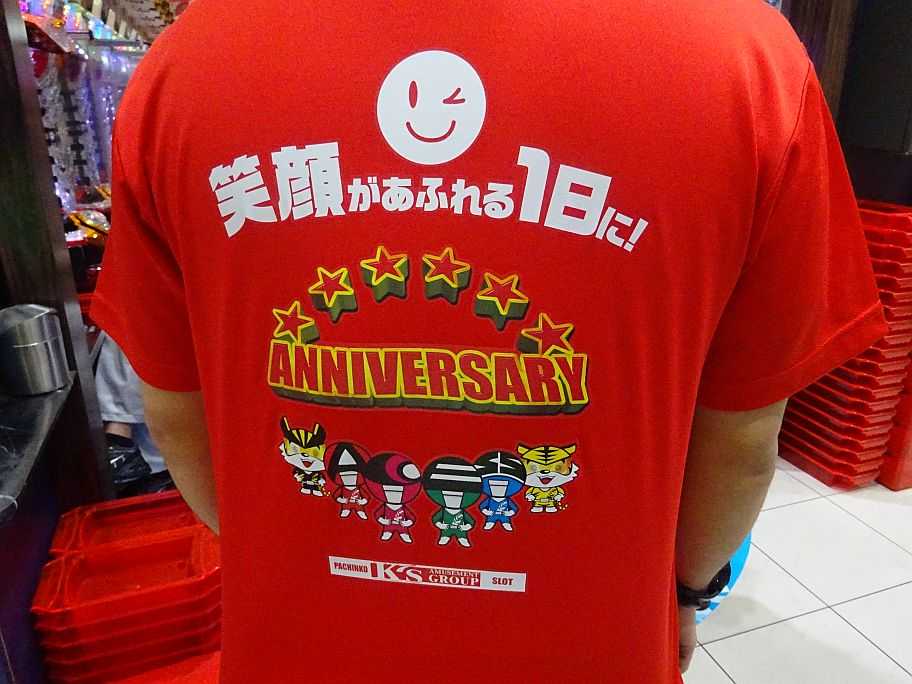 笑顔があふれる1日に!
ANNIVERSARY
PACHINKO K's AMUSEMENT GROUP SLOT